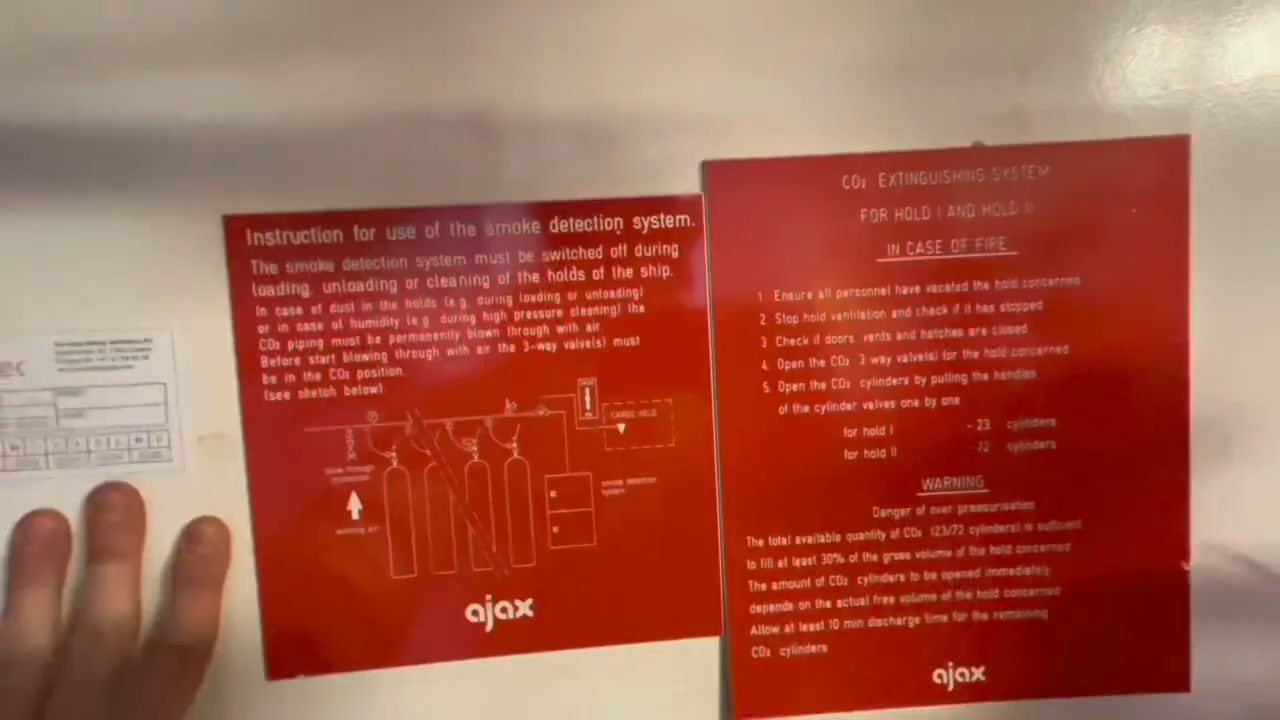 Instruction for use of the smoke detection system.
The smoke detection system must be switched off during
loading, unloading or cleaning of the holds of the ship.
In case of dust in the holds (e.g. during loading or unloading)
or in case of humidity (e.g. during high pressure cleaning) the
CO₂ piping must be permanently blown through with air.
Before start blowing through with air the 3-way valve(s) must
be in the CO₂ position.
(see sketch below)
CARGO HOLD
smoke detection
system
working air
ajax
CO₂ EXTINGUISHING SYSTEM
FOR HOLD I AND HOLD II
IN CASE OF FIRE
1. Ensure all personnel have vacated the hold concerned
2. Stop hold ventilation and check if it has stopped
3. Check if doors, vents and hatches are closed
4. Open the CO₂ 3 way valve(s) for the hold concerned
5. Open the CO₂ cylinders by pulling the handles
of the cylinder valves one by one
for hold I - 23 cylinders
for hold II - 72 cylinders
WARNING
Danger of over pressurisation
The total available quantity of CO₂ (23/72 cylinders) is sufficient
to fill at least 30% of the gross volume of the hold concerned
The amount of CO₂ cylinders to be opened immediately
depends on the actual free volume of the hold concerned
Allow at least 10 min discharge time for the remaining
CO₂ cylinders
ajax